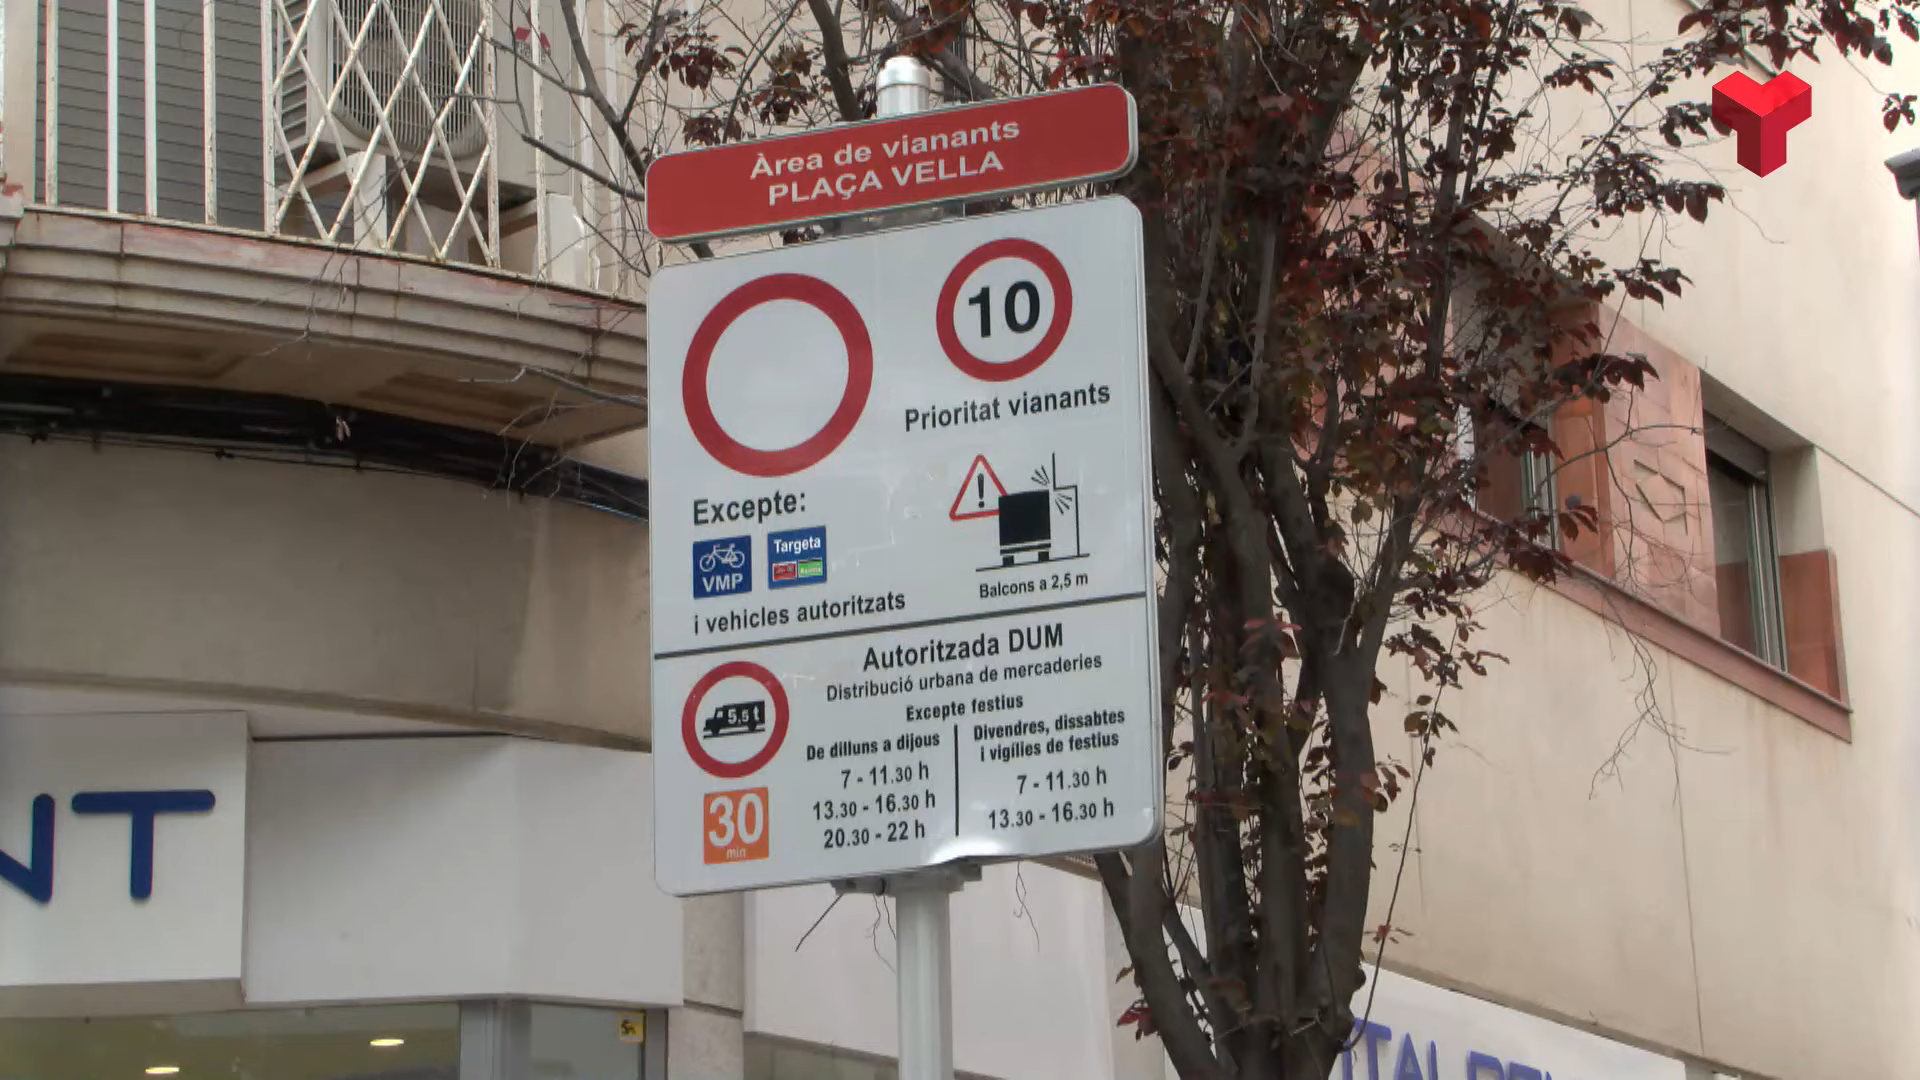 Àrea de vianants
PLAÇA VELLA
10
Prioritat vianants
Excepte:
VMP
Targeta
i vehicles autoritzats
!
Balcons a 2,5 m
Autoritzada DUM
Distribució urbana de mercaderies
Excepte festius
5,5 t
30
min
De dilluns a dijous
7 - 11.30 h
13.30 - 16.30 h
20.30 - 22 h
Divendres, dissabtes
i vigílies de festius
7 - 11.30 h
13.30 - 16.30 h
NT